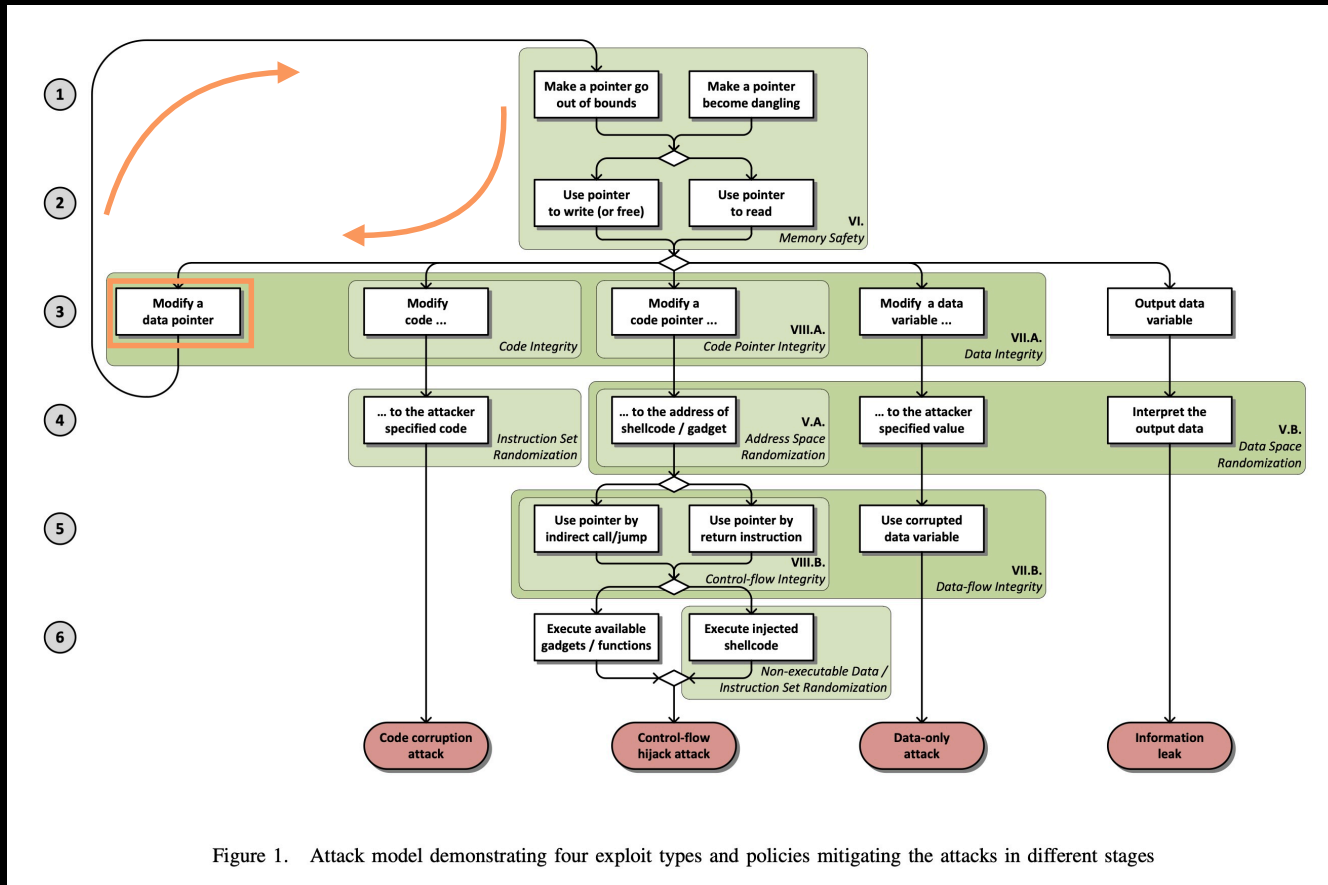 1
Make a pointer go
out of bounds
Make a pointer
become dangling
2
Use pointer
to write (or free)
Use pointer
to read
VI.
Memory Safety
3
Modify a
data pointer
Modify
code ...
Code Integrity
Modify a
code pointer ...
VIII.A.
Code Pointer Integrity
Modify a data
variable ...
VII.A.
Data Integrity
Output data
variable
4
... to the attacker
specified code
Instruction Set
Randomization
... to the address of
shellcode / gadget
V.A.
Address Space
Randomization
... to the attacker
specified value
Interpret the
output data
V.B.
Data Space
Randomization
5
Use pointer by
indirect call/jump
Use pointer by
return instruction
VIII.B.
Control-flow Integrity
Use corrupted
data variable
VII.B.
Data-flow Integrity
6
Execute available
gadgets / functions
Execute injected
shellcode
Non-executable Data /
Instruction Set Randomization
Code corruption
attack
Control-flow
hijack attack
Data-only
attack
Information
leak
Figure 1. Attack model demonstrating four exploit types and policies mitigating the attacks in different stages